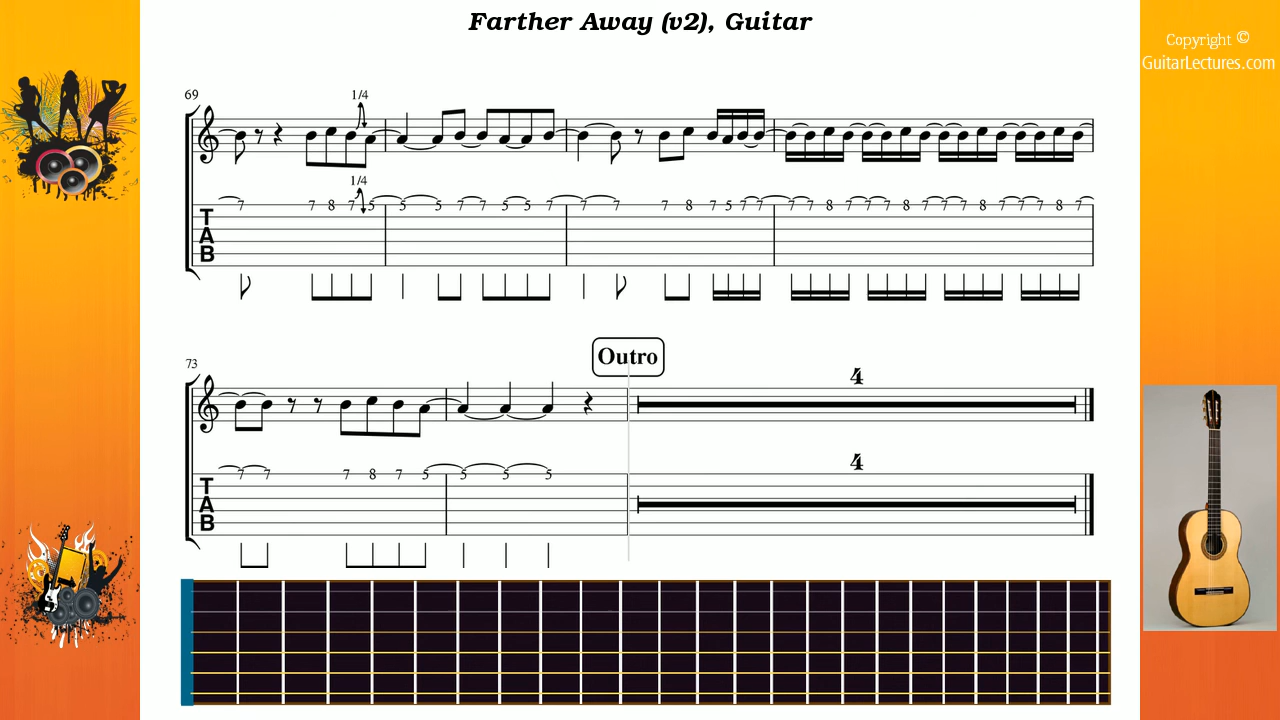 Farther Away (v2), Guitar
Copyright ©
GuitarLectures.com
69
1/4
1/4
7 7 8 7 5 5 5 7 7 5 5 7 7 7 7 8 7 5 7 7 7 7 8 7 7 7 8 7 7 7 8 7 7 7 8 7
T
A
B
73
Outro
4
4
7 7 7 8 7 5 5 5 5
T
A
B